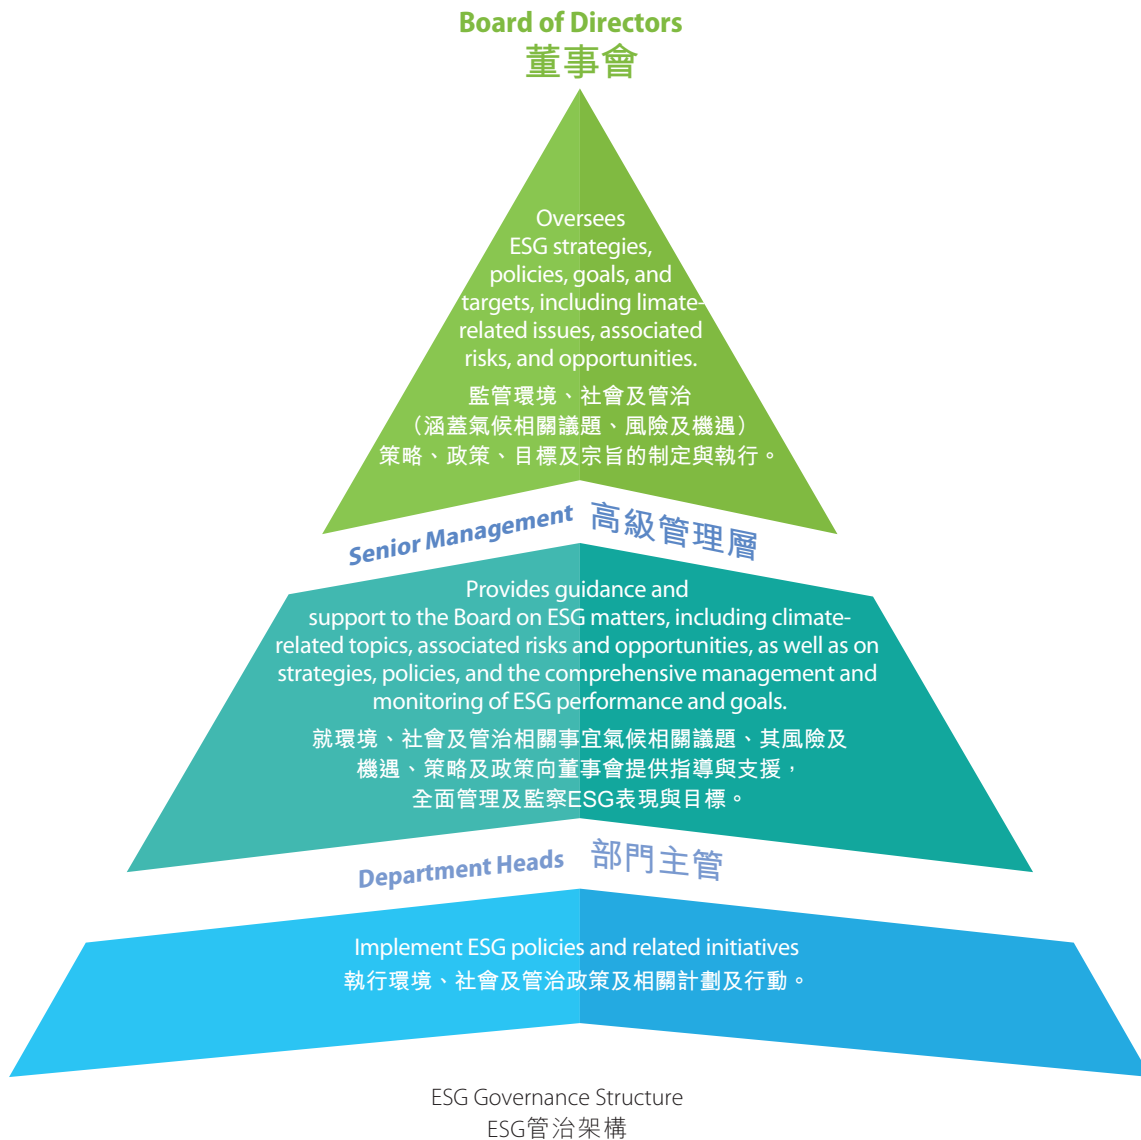 Board of Directors
董事會
Oversees
ESG strategies,
policies, goals, and
targets, including limate-
related issues, associated
risks, and opportunities.
監管環境、社會及管治
（涵蓋氣候相關議題、風險及機遇）
策略、政策、目標及宗旨的制定與執行。
Senior Management 高級管理層
Provides guidance and
support to the Board on ESG matters, including climate-
related topics, associated risks and opportunities, as well as on
strategies, policies, and the comprehensive management and
monitoring of ESG performance and goals.
就環境、社會及管治相關事宜氣候相關議題、其風險及
機遇、策略及政策向董事會提供指導與支援，
全面管理及監察ESG表現與目標。
Department Heads 部門主管
Implement ESG policies and related initiatives
執行環境、社會及管治政策及相關計劃及行動。
ESG Governance Structure
ESG管治架構